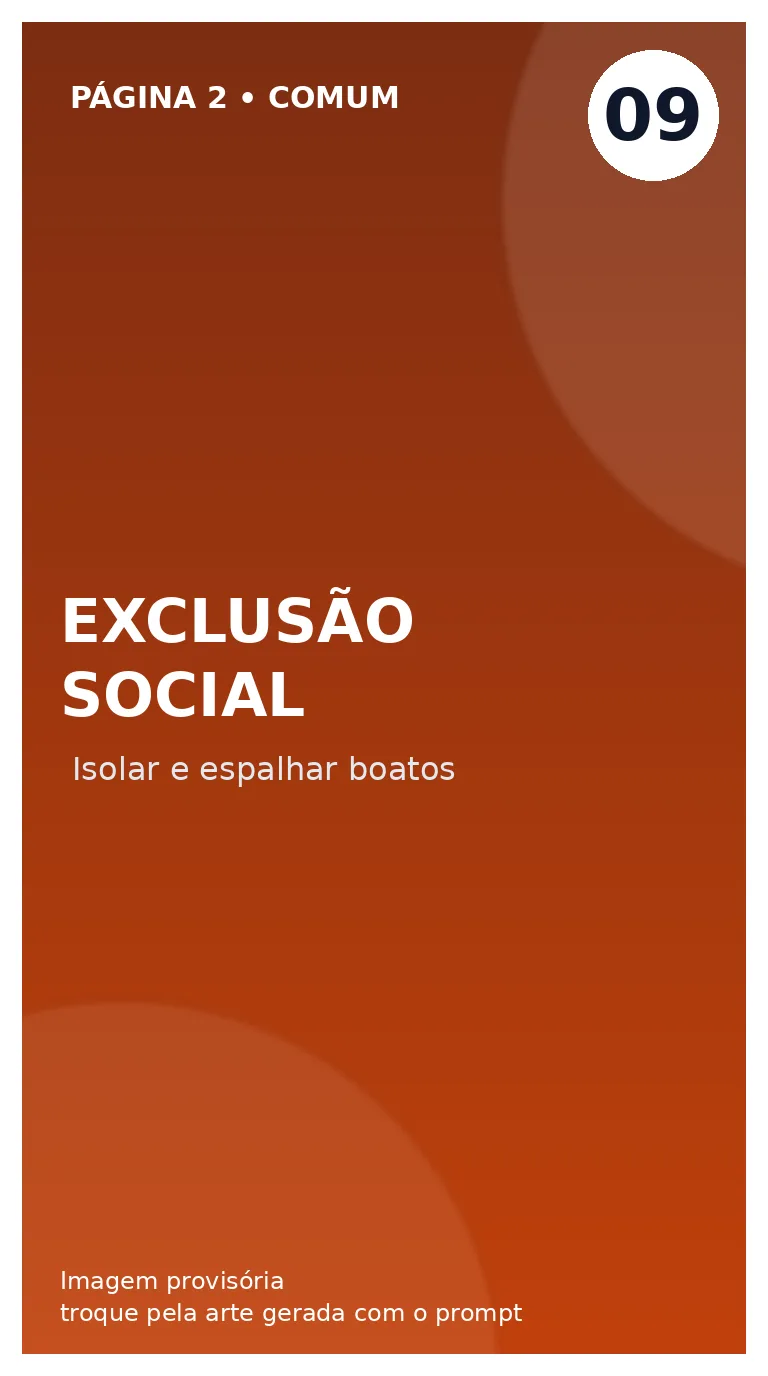 PÁGINA 2 • COMUM
09
EXCLUSÃO
SOCIAL
Isolar e espalhar boatos
Imagem provisória
troque pela arte gerada com o prompt